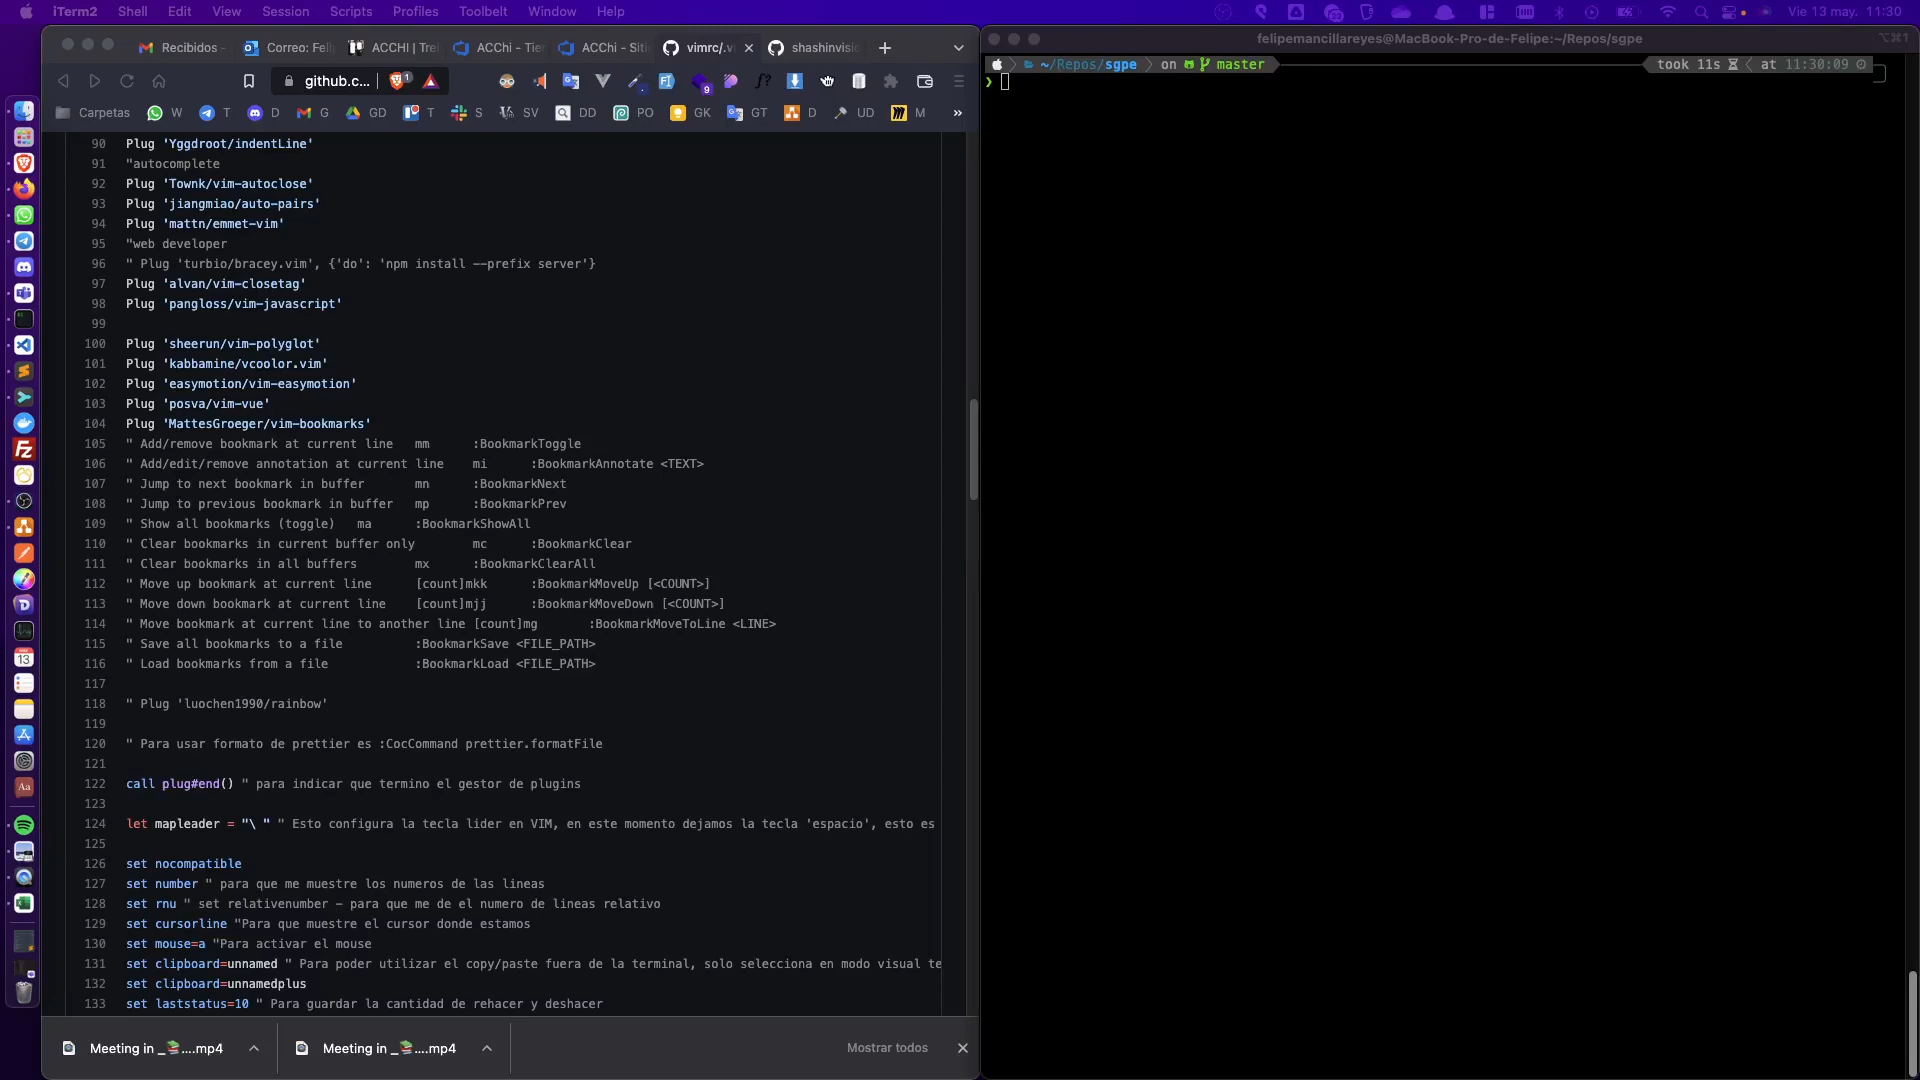 iTerm2 Shell Edit View Session Scripts Profiles Toolbelt Window Help Vie 13 may. 11:30
Recibidos Correo: Feli ACCHI | Tre ACChi - Tier ACChi - Siti vimrc/.v shashinvisio
github.c... 1 9
Carpetas W T D G GD T S SV DD PO GK GT D UD M »
90 Plug 'Yggdroot/indentLine'
91 "autocomplete
92 Plug 'Townk/vim-autoclose'
93 Plug 'jiangmiao/auto-pairs'
94 Plug 'mattn/emmet-vim'
95 "web developer
96 " Plug 'turbio/bracey.vim', {'do': 'npm install --prefix server'}
97 Plug 'alvan/vim-closetag'
98 Plug 'pangloss/vim-javascript'
99
100 Plug 'sheerun/vim-polyglot'
101 Plug 'kabbamine/vcoolor.vim'
102 Plug 'easymotion/vim-easymotion'
103 Plug 'posva/vim-vue'
104 Plug 'MattesGroeger/vim-bookmarks'
105 " Add/remove bookmark at current line mm :BookmarkToggle
106 " Add/edit/remove annotation at current line mi :BookmarkAnnotate <TEXT>
107 " Jump to next bookmark in buffer mn :BookmarkNext
108 " Jump to previous bookmark in buffer mp :BookmarkPrev
109 " Show all bookmarks (toggle) ma :BookmarkShowAll
110 " Clear bookmarks in current buffer only mc :BookmarkClear
111 " Clear bookmarks in all buffers mx :BookmarkClearAll
112 " Move up bookmark at current line [count]mkk :BookmarkMoveUp [<COUNT>]
113 " Move down bookmark at current line [count]mjj :BookmarkMoveDown [<COUNT>]
114 " Move bookmark at current line to another line [count]mg :BookmarkMoveToLine <LINE>
115 " Save all bookmarks to a file :BookmarkSave <FILE_PATH>
116 " Load bookmarks from a file :BookmarkLoad <FILE_PATH>
117
118 " Plug 'luochen1990/rainbow'
119
120 " Para usar formato de prettier es :CocCommand prettier.formatFile
121
122 call plug#end() " para indicar que termino el gestor de plugins
123
124 let mapleader = "\ " " Esto configura la tecla lider en VIM, en este momento dejamos la tecla 'espacio', esto es
125
126 set nocompatible
127 set number " para que me muestre los numeros de las lineas
128 set rnu " set relativenumber - para que me de el numero de lineas relativo
129 set cursorline "Para que muestre el cursor donde estamos
130 set mouse=a "Para activar el mouse
131 set clipboard=unnamed " Para poder utilizar el copy/paste fuera de la terminal, solo selecciona en modo visual te
132 set clipboard=unnamedplus
133 set laststatus=10 " Para guardar la cantidad de rehacer y deshacer
Meeting in _📚....mp4 Meeting in _📚....mp4 Mostrar todos
felipemancillareyes@MacBook-Pro-de-Felipe:~/Repos/sgpe ⌥⌘1
~/Repos/sgpe on master took 11s at 11:30:09
❯